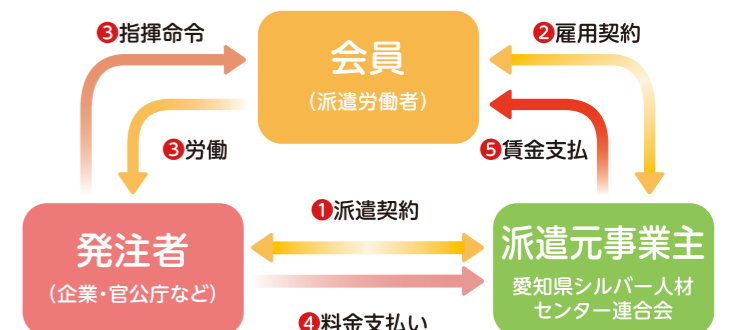 ❸指揮命令
会員
(派遣労働者)
❷雇用契約
❸労働
❺賃金支払
❶派遣契約
発注者
(企業・官公庁など)
派遣元事業主
愛知県シルバー人材
センター連合会
❹料金支払い